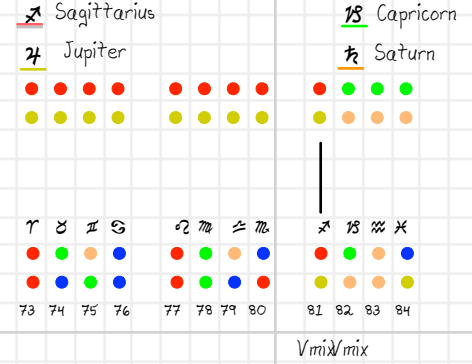 ♐ Sagittarius ♑ Capricorn
♃ Jupiter ♄ Saturn
♈ ♉ ♊ ♋ ♌ ♍ ♎ ♏ ♐ ♑ ♒ ♓
73 74 75 76 77 78 79 80 81 82 83 84
VmixVmix